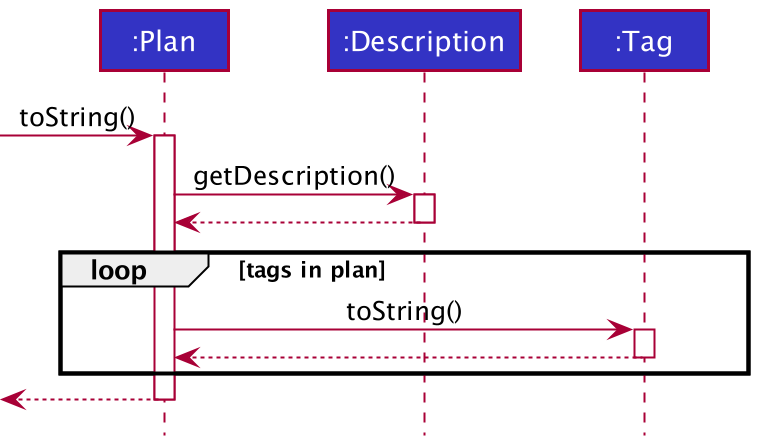 :Plan :Description :Tag
toString()
getDescription()
loop [tags in plan]
toString()